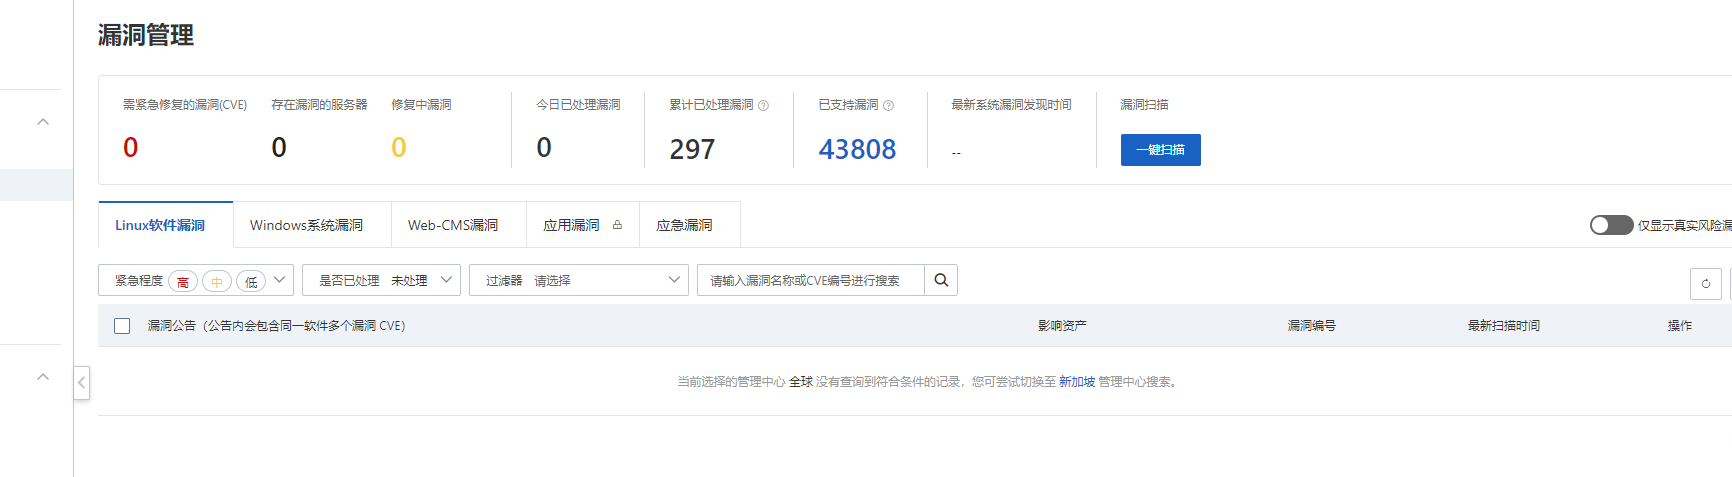 漏洞管理
需紧急修复的漏洞(CVE) 存在漏洞的服务器 修复中漏洞 今日已处理漏洞 累计已处理漏洞 已支持漏洞 最新系统漏洞发现时间 漏洞扫描
0 0 0 0 297 43808 -- 一键扫描
Linux软件漏洞 Windows系统漏洞 Web-CMS漏洞 应用漏洞 应急漏洞 仅显示真实风险漏
紧急程度 高 中 低 是否已处理 未处理 过滤器 请选择 请输入漏洞名称或CVE编号进行搜索
漏洞公告（公告内会包含同一软件多个漏洞 CVE） 影响资产 漏洞编号 最新扫描时间 操作
当前选择的管理中心 全球 没有查询到符合条件的记录，您可尝试切换至 新加坡 管理中心搜索。